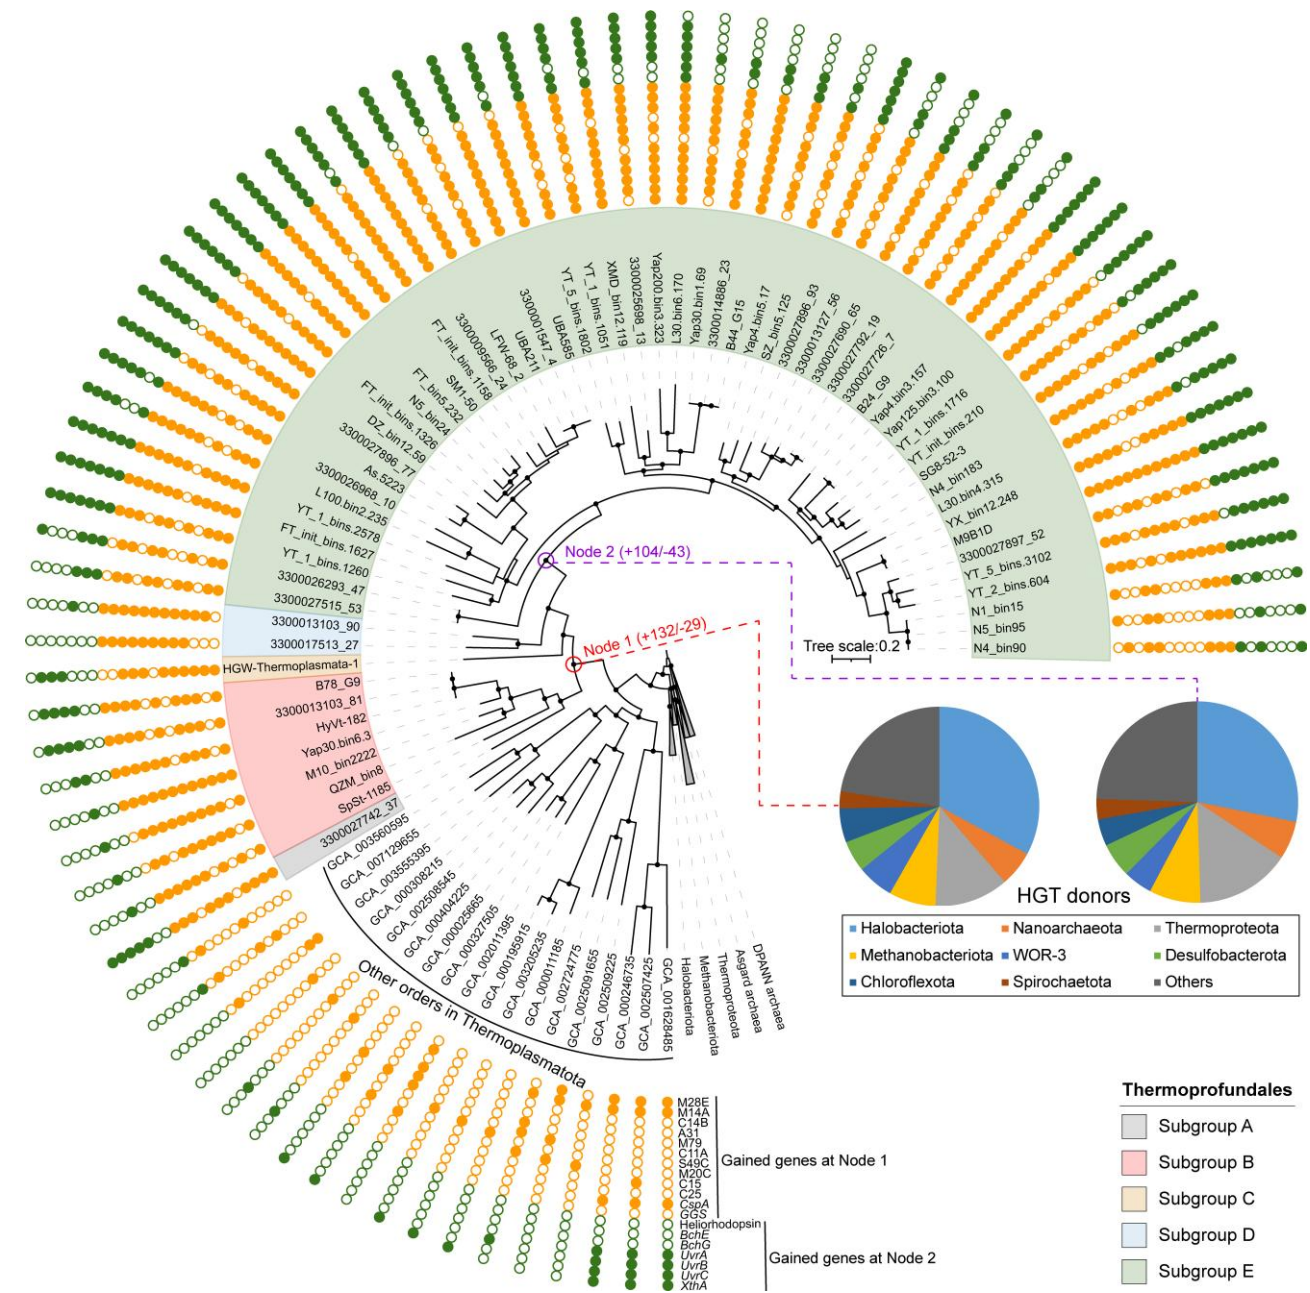 3300027515_53
3300026293_47
YT_1_bins.1260
FT_init_bins.1627
YT_1_bins.2578
L100.bin2.235
3300026968_10
As.5223
3300027896_77
DZ_bin12.59
FT_init_bins.1326
N5_bin24
FT_bin5.232
SM1-50
FT_Init_bins.1158
3300009566_24
LFW-68_2
UBA211
3300001547_4
UBA585
YT_5_bins.1802
YT_1_bins.1051
XMD_bin12.119
3300025698_13
Yap200.bin3.323
L30.bin6.170
Yap30.bin1.69
3300014886_23
B44_G15
Yap4.bin5.17
SZ_bin5.125
3300027896_93
3300013127_56
3300027690_65
3300027792_19
3300027726_7
B24_G9
Yap4.bin3.157
Yap125.bin3.100
YT_1_bins.1716
YT_init_bins.210
SG8-52-3
N4_bin183
L30.bin4.315
YX_bin12.248
M9B1D
3300027897_52
YT_5_bins.3102
YT_2_bins.604
N1_bin15
N5_bin95
N4_bin90
3300013103_90
3300017513_27
HGW-Thermoplasmata-1
B78_G9
3300013103_81
HyVt-182
Yap30.bin6.3
M10_bin2222
QZM_bin8
SpSt-1185
3300027742_37
GCA_003560595
GCA_007129655
GCA_003555395
GCA_000308215
GCA_002508545
GCA_000404225
GCA_000025665
GCA_000327505
GCA_002011395
GCA_000195915
GCA_003205235
GCA_000011185
GCA_002724775
GCA_0025091655
GCA_002509225
GCA_000246735
GCA_002507425
GCA_001628485
Halobacteriota
Methanobacteriota
Thermoproteota
Asgard archaea
DPANN archaea
Other orders in Thermoplasmatota
Node 2 (+104/-43)
Node 1 (+132/-29)
Tree scale:0.2
HGT donors
Halobacteriota
Nanoarchaeota
Thermoproteota
Methanobacteriota
WOR-3
Desulfobacterota
Chloroflexota
Spirochaetota
Others
M28E
M14A
C14B
A31
M79
C11A
S49C
M20C
C15
C25
CspA
GGS
Gained genes at Node 1
Heliorhodopsin
BchE
BchG
UvrA
UvrB
UvrC
XthA
Gained genes at Node 2
Thermoprofundales
Subgroup A
Subgroup B
Subgroup C
Subgroup D
Subgroup E